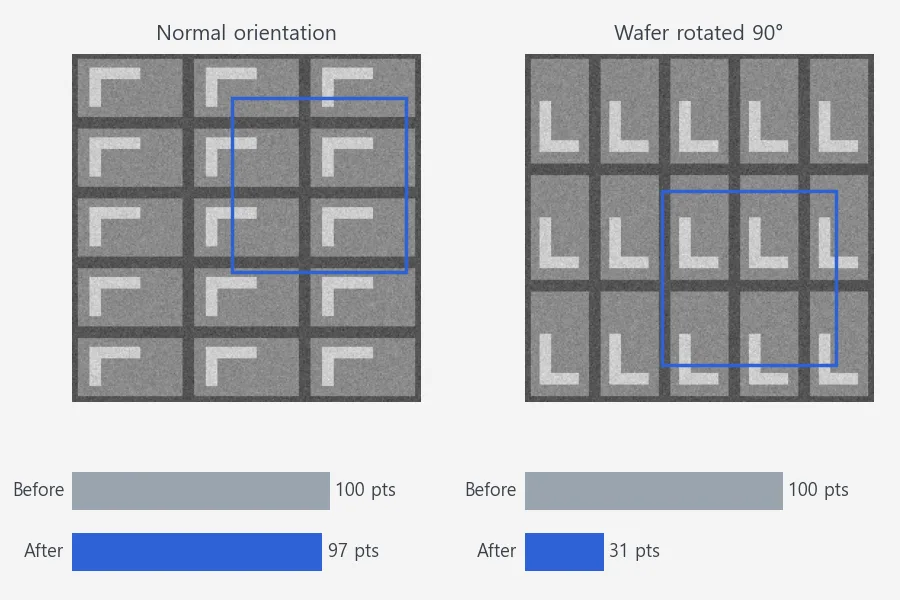 Normal orientation
Wafer rotated 90°
Before 100 pts
After 97 pts
Before 100 pts
After 31 pts